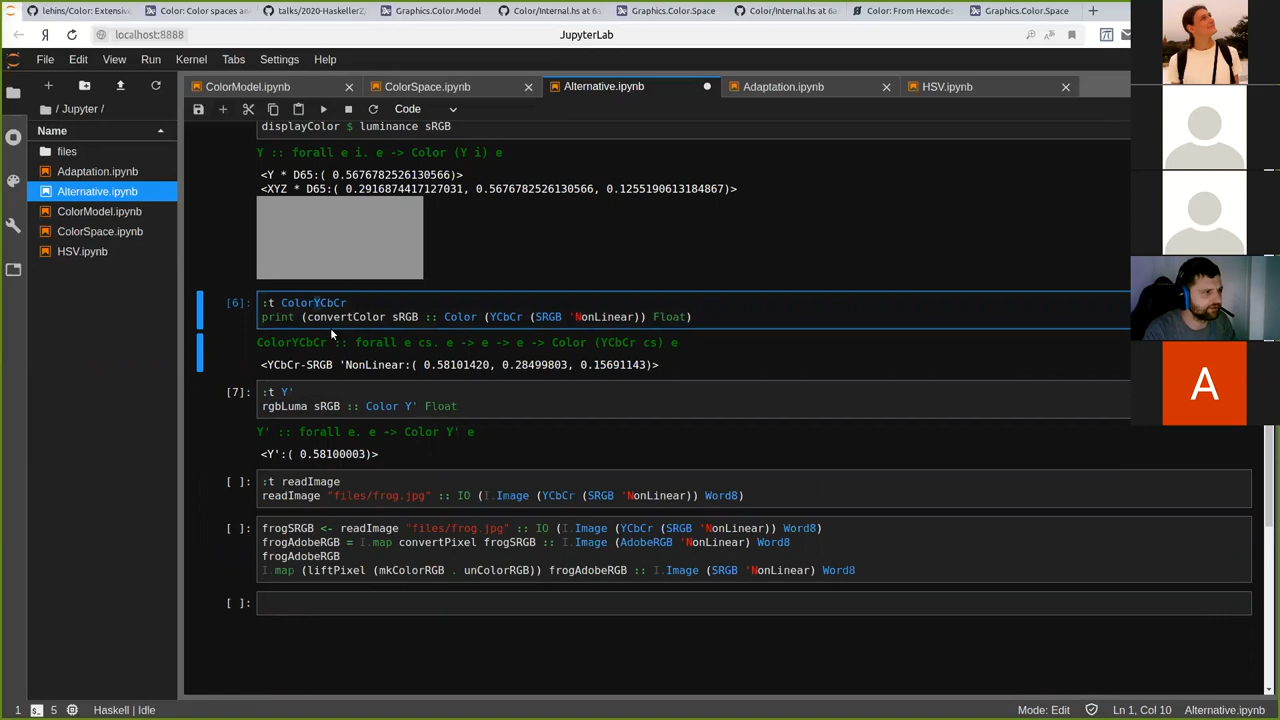 lehins/Color: Extensiv
Color: Color spaces an
talks/2020-HaskellerZ/
Graphics.Color.Model
Color/Internal.hs at 6a
Graphics.Color.Space
Color/Internal.hs at 6a
Color: From Hexcodes
Graphics.Color.Space
localhost:8888
JupyterLab
File Edit View Run Kernel Tabs Settings Help
/ Jupyter /
Name
files
Adaptation.ipynb
Alternative.ipynb
ColorModel.ipynb
ColorSpace.ipynb
HSV.ipynb
ColorModel.ipynb
ColorSpace.ipynb
Alternative.ipynb
Adaptation.ipynb
HSV.ipynb
Code
displayColor $ luminance sRGB
Y :: forall e i. e -> Color (Y i) e
<Y * D65:( 0.5676782526130566)>
<XYZ * D65:( 0.2916874417127031, 0.5676782526130566, 0.1255190613184867)>
[6]: :t ColorYCbCr
print (convertColor sRGB :: Color (YCbCr (SRGB 'NonLinear)) Float)
ColorYCbCr :: forall e cs. e -> e -> e -> Color (YCbCr cs) e
<YCbCr-SRGB 'NonLinear:( 0.58101420, 0.28499803, 0.15691143)>
[7]: :t Y'
rgbLuma sRGB :: Color Y' Float
Y' :: forall e. e -> Color Y' e
<Y':( 0.58100003)>
[ ]: :t readImage
readImage "files/frog.jpg" :: IO (I.Image (YCbCr (SRGB 'NonLinear)) Word8)
[ ]: frogSRGB <- readImage "files/frog.jpg" :: IO (I.Image (YCbCr (SRGB 'NonLinear)) Word8)
frogAdobeRGB = I.map convertPixel frogSRGB :: I.Image (AdobeRGB 'NonLinear) Word8
frogAdobeRGB
I.map (liftPixel (mkColorRGB . unColorRGB)) frogAdobeRGB :: I.Image (SRGB 'NonLinear) Word8
[ ]:
A
1 5 Haskell | Idle
Mode: Edit Ln 1, Col 10 Alternative.ipynb